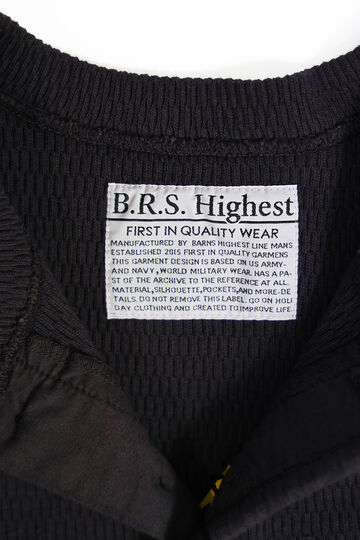 B.R.S. Highest
FIRST IN QUALITY WEAR
MANUFACTURED BY BARNS HIGHEST LINE MANS
ESTABLISHED 2015 FIRST IN QUALITY GARMENS
THIS GARMENT DESIGN IS BASED ON US ARMY-
AND NAVY, WORLD MILITARY WEAR. HAS A PA-
ST OF THE ARCHIVE TO THE REFERENCE AT ALL.
MATERIAL,SILHOUETTE,POCKETS,AND MORE-DE
TAILS. DO NOT REMOVE THIS LABEL. GO ON HOLI
DAY CLOTHING AND CREATED TO IMPROVE LIFE.